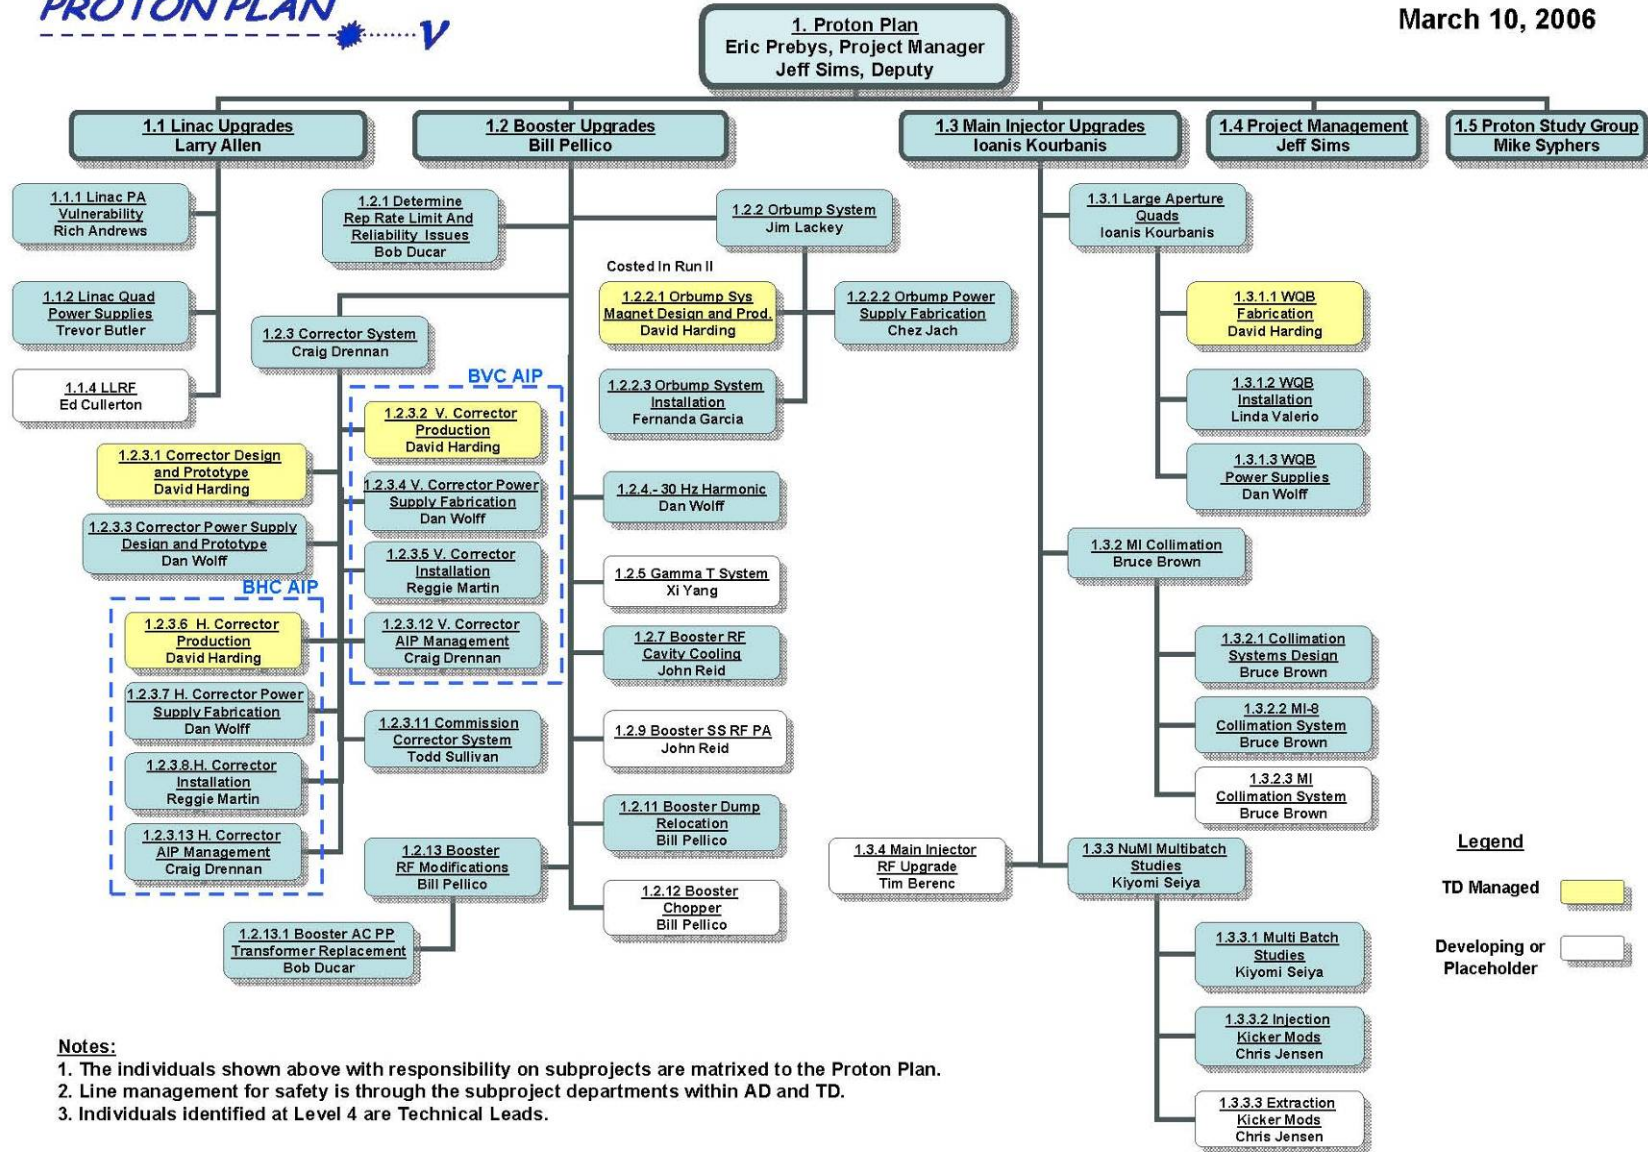 PROTON PLAN
ν
March 10, 2006
1. Proton Plan
Eric Prebys, Project Manager
Jeff Sims, Deputy
1.1 Linac Upgrades
Larry Allen
1.2 Booster Upgrades
Bill Pellico
1.3 Main Injector Upgrades
Ioanis Kourbanis
1.4 Project Management
Jeff Sims
1.5 Proton Study Group
Mike Syphers
1.1.1 Linac PA
Vulnerability
Rich Andrews
1.1.2 Linac Quad
Power Supplies
Trevor Butler
1.1.4 LLRF
Ed Cullerton
1.2.1 Determine
Rep Rate Limit And
Reliability Issues
Bob Ducar
1.2.2 Orbump System
Jim Lackey
Costed In Run II
1.2.2.1 Orbump Sys
Magnet Design and Prod.
David Harding
1.2.2.2 Orbump Power
Supply Fabrication
Chez Jach
1.2.2.3 Orbump System
Installation
Fernanda Garcia
1.2.3 Corrector System
Craig Drennan
BVC AIP
1.2.3.2 V. Corrector
Production
David Harding
1.2.3.1 Corrector Design
and Prototype
David Harding
1.2.3.4 V. Corrector Power
Supply Fabrication
Dan Wolff
1.2.3.3 Corrector Power Supply
Design and Prototype
Dan Wolff
1.2.3.5 V. Corrector
Installation
Reggie Martin
BHC AIP
1.2.3.6 H. Corrector
Production
David Harding
1.2.3.12 V. Corrector
AIP Management
Craig Drennan
1.2.3.7 H. Corrector Power
Supply Fabrication
Dan Wolff
1.2.3.11 Commission
Corrector System
Todd Sullivan
1.2.3.8.H. Corrector
Installation
Reggie Martin
1.2.3.13 H. Corrector
AIP Management
Craig Drennan
1.2.4.- 30 Hz Harmonic
Dan Wolff
1.2.5 Gamma T System
Xi Yang
1.2.7 Booster RF
Cavity Cooling
John Reid
1.2.9 Booster SS RF PA
John Reid
1.2.11 Booster Dump
Relocation
Bill Pellico
1.2.13 Booster
RF Modifications
Bill Pellico
1.2.12 Booster
Chopper
Bill Pellico
1.2.13.1 Booster AC PP
Transformer Replacement
Bob Ducar
1.3.1 Large Aperture
Quads
Ioanis Kourbanis
1.3.1.1 WQB
Fabrication
David Harding
1.3.1.2 WQB
Installation
Linda Valerio
1.3.1.3 WQB
Power Supplies
Dan Wolff
1.3.2 MI Collimation
Bruce Brown
1.3.2.1 Collimation
Systems Design
Bruce Brown
1.3.2.2 MI-8
Collimation System
Bruce Brown
1.3.2.3 MI
Collimation System
Bruce Brown
1.3.4 Main Injector
RF Upgrade
Tim Berenc
1.3.3 NuMI Multibatch
Studies
Kiyomi Seiya
1.3.3.1 Multi Batch
Studies
Kiyomi Seiya
1.3.3.2 Injection
Kicker Mods
Chris Jensen
1.3.3.3 Extraction
Kicker Mods
Chris Jensen
Legend
TD Managed
Developing or
Placeholder
Notes:
1. The individuals shown above with responsibility on subprojects are matrixed to the Proton Plan.
2. Line management for safety is through the subproject departments within AD and TD.
3. Individuals identified at Level 4 are Technical Leads.